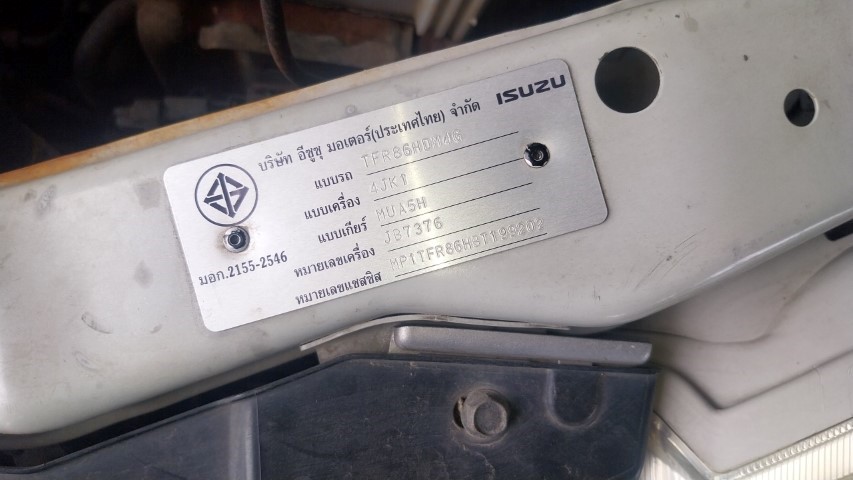 ISUZU
บริษัท อีซูซุ มอเตอร์(ประเทศไทย) จำกัด
แบบรถ
แบบเครื่อง 4JK1
แบบเกียร์ MUA5H
หมายเลขเครื่อง JB7376
หมายเลขแชสซิส
มอก.2155-2546